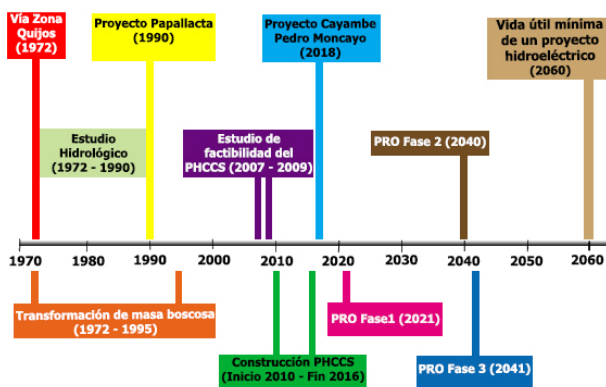 Vía Zona
Quijos
(1972)
Proyecto Papallacta
(1990)
Proyecto Cayambe
Pedro Moncayo
(2018)
Vida útil mínima
de un proyecto
hidroeléctrico
(2060)
Estudio
Hidrológico
(1972 - 1990)
Estudio de
factibilidad del
PHCCS (2007 - 2009)
PRO Fase 2 (2040)
1970 1980 1990 2000 2010 2020 2030 2040 2050 2060
Transformación de masa boscosa
(1972 - 1995)
PRO Fase1 (2021)
Construcción PHCCS
(Inicio 2010 - Fin 2016)
PRO Fase 3 (2041)